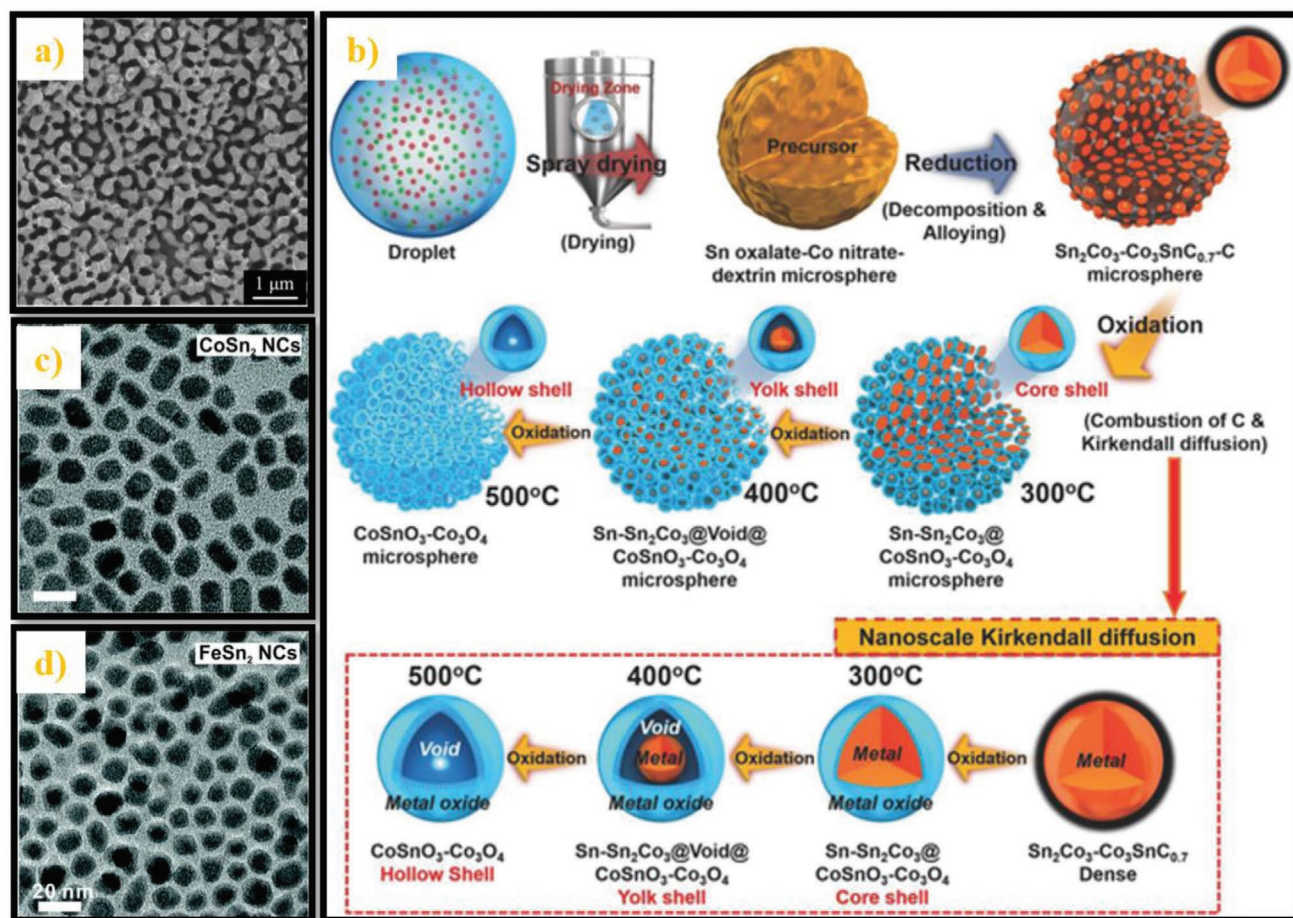 a)
1 μm
c)
CoSn₂ NCs
d)
FeSn₂ NCs
20 nm
b)
Drying Zone
Spray drying
(Drying)
Droplet
Precursor
Sn oxalate-Co nitrate-
dextrin microsphere
Reduction
(Decomposition &
Alloying)
Sn₂Co₃-Co₃SnC₀.₇-C
microsphere
Oxidation
(Combustion of C &
Kirkendall diffusion)
Hollow shell
500°C
CoSnO₃-Co₃O₄
microsphere
Oxidation
Yolk shell
400°C
Sn-Sn₂Co₃@Void@
CoSnO₃-Co₃O₄
microsphere
Oxidation
Core shell
300°C
Sn-Sn₂Co₃@
CoSnO₃-Co₃O₄
microsphere
Nanoscale Kirkendall diffusion
500°C
Void
Metal oxide
CoSnO₃-Co₃O₄
Hollow Shell
Oxidation
400°C
Void
Metal
Metal oxide
Sn-Sn₂Co₃@Void@
CoSnO₃-Co₃O₄
Yolk shell
Oxidation
300°C
Metal
Metal oxide
Sn-Sn₂Co₃@
CoSnO₃-Co₃O₄
Core shell
Oxidation
Metal
Sn₂Co₃-Co₃SnC₀.₇
Dense